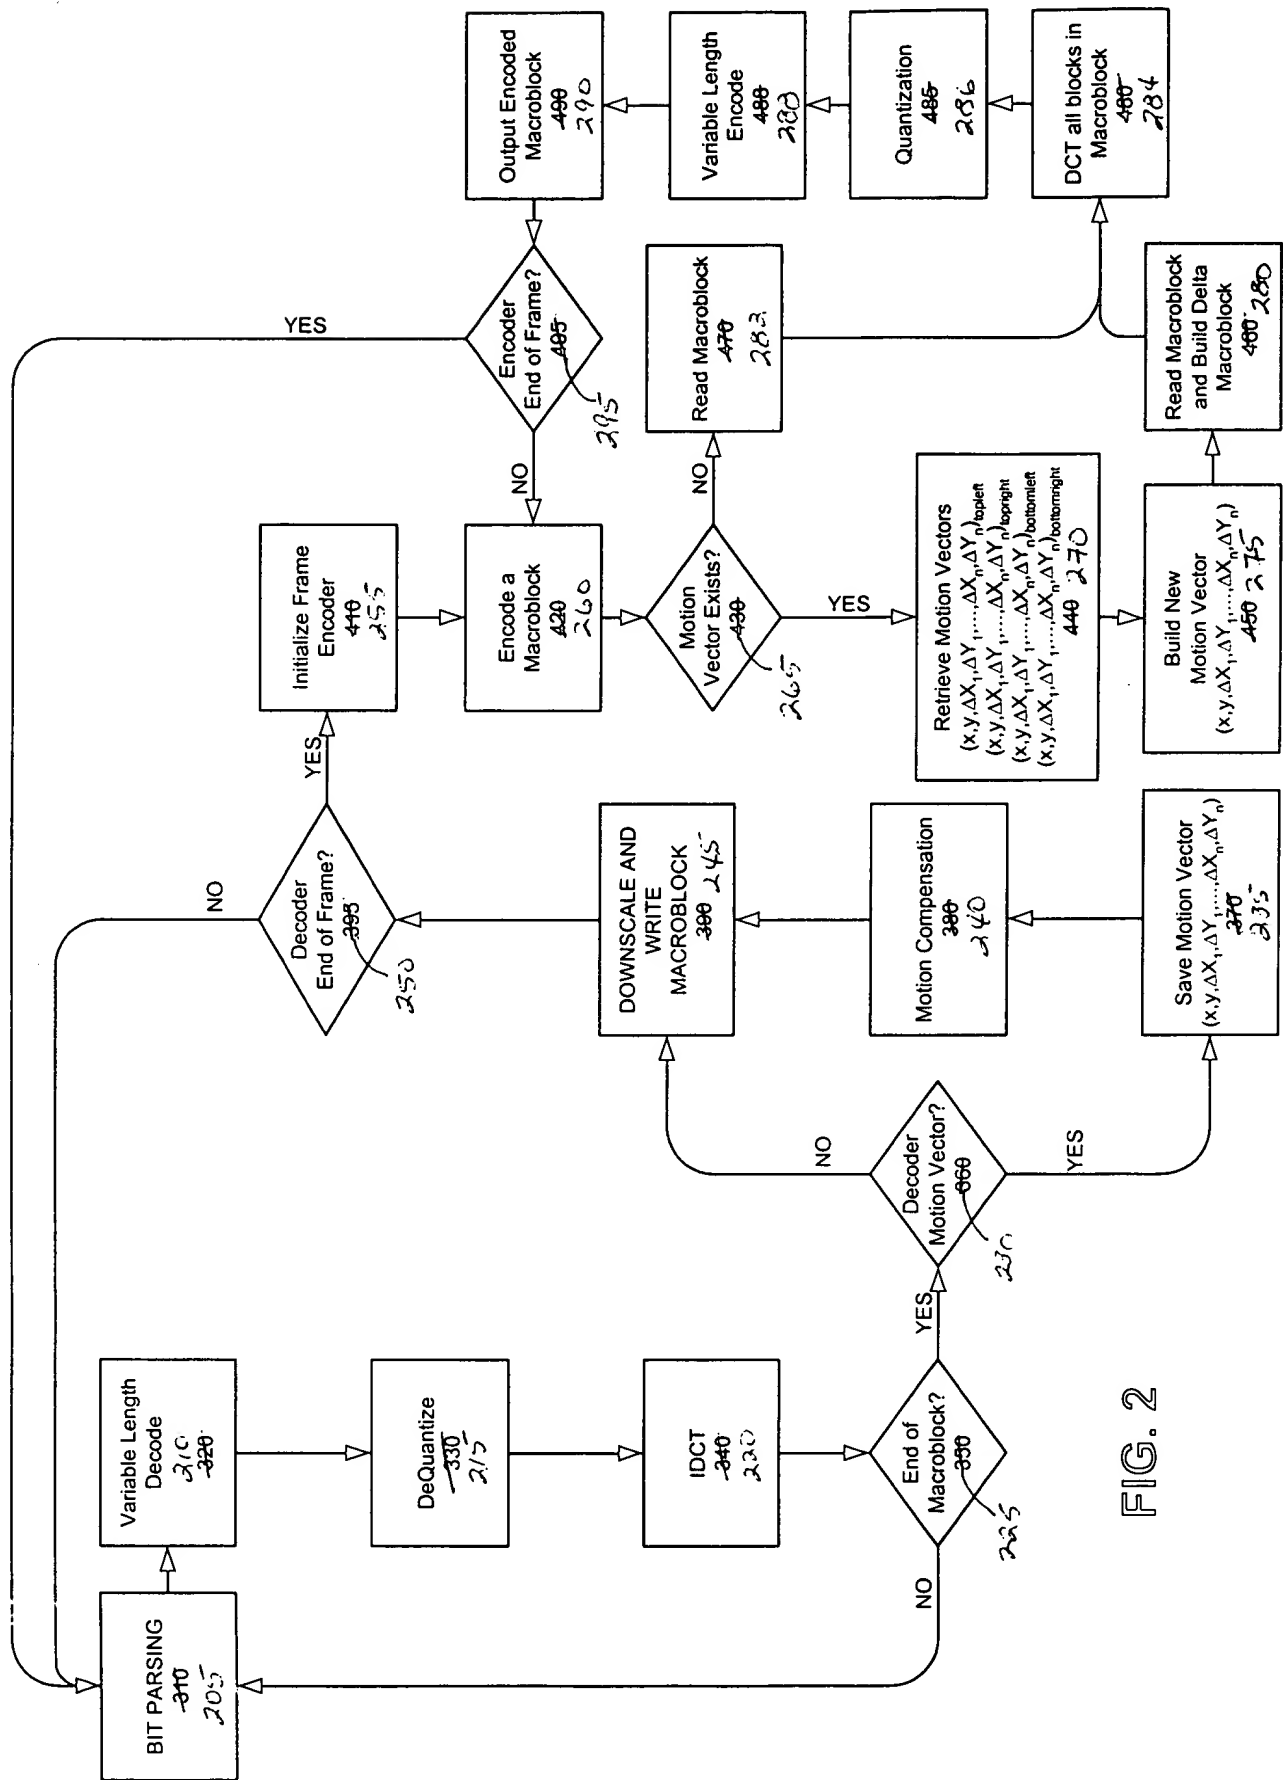 BIT PARSING
310
205
Variable Length
Decode
210
320
DeQuantize
330
215
IDCT
340
220
End of
Macroblock?
350
225
NO
YES
Decoder
Motion Vector?
360
230
NO
YES
Save Motion Vector
(x,y,ΔX₁,ΔY,...,ΔXₙ,ΔYₙ)
370
235
Motion Compensation
380
240
DOWNSCALE AND
WRITE
MACROBLOCK
390 245
Decoder
End of Frame?
395
250
NO
YES
Initialize Frame
Encoder
410
255
Encode a
Macroblock
420
260
Motion
Vector Exists?
430
265
NO
YES
Retrieve Motion Vectors
(x,y,ΔX₁,ΔY₁,...,ΔXₙ,ΔYₙ)topleft
(x,y,ΔX₁,ΔY₁,...,ΔXₙ,ΔYₙ)topright
(x,y,ΔX₁,ΔY₁,...,ΔXₙ,ΔYₙ)bottomleft
(x,y,ΔX₁,ΔY₁,...,ΔXₙ,ΔYₙ)bottomright
440 270
Build New
Motion Vector
(x,y,ΔX₁,ΔY₁,...,ΔXₙ,ΔYₙ)
450 275
Read Macroblock
and Build Delta
Macroblock
460 280
Read Macroblock
470
282
DCT all blocks in
Macroblock
480
284
Quantization
485
286
Variable Length
Encode
488
288
Output Encoded
Macroblock
490
290
Encoder
End of Frame?
495
295
NO
YES
FIG. 2